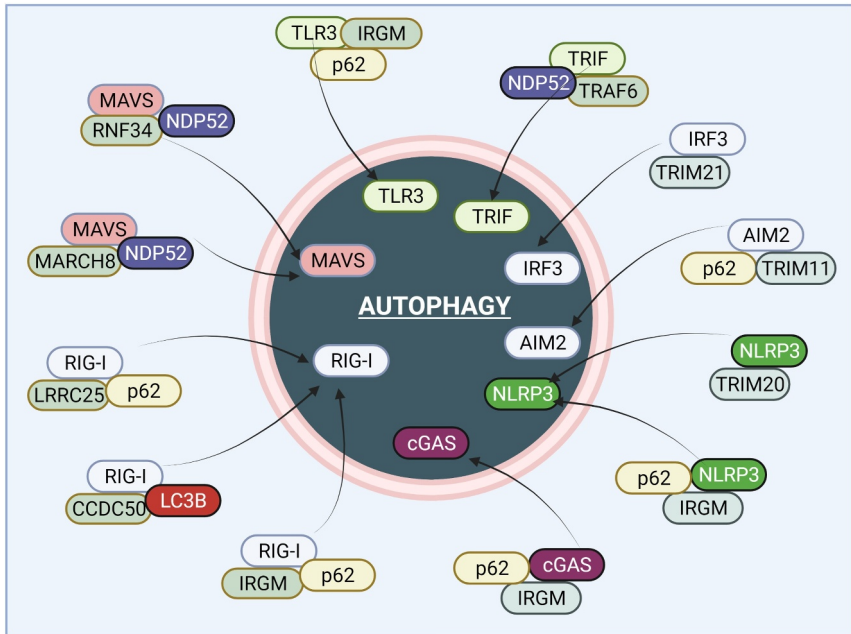 TLR3 IRGM
p62
TRIF
NDP52
TRAF6
MAVS
NDP52
RNF34
IRF3
TRIM21
TLR3
TRIF
MAVS
NDP52
MARCH8
AIM2
p62 TRIM11
MAVS
IRF3
AUTOPHAGY
AIM2
RIG-I
NLRP3
RIG-I
LRRC25 p62
NLRP3
TRIM20
cGAS
RIG-I
CCDC50 LC3B
p62 NLRP3
IRGM
RIG-I
IRGM p62
p62 cGAS
IRGM